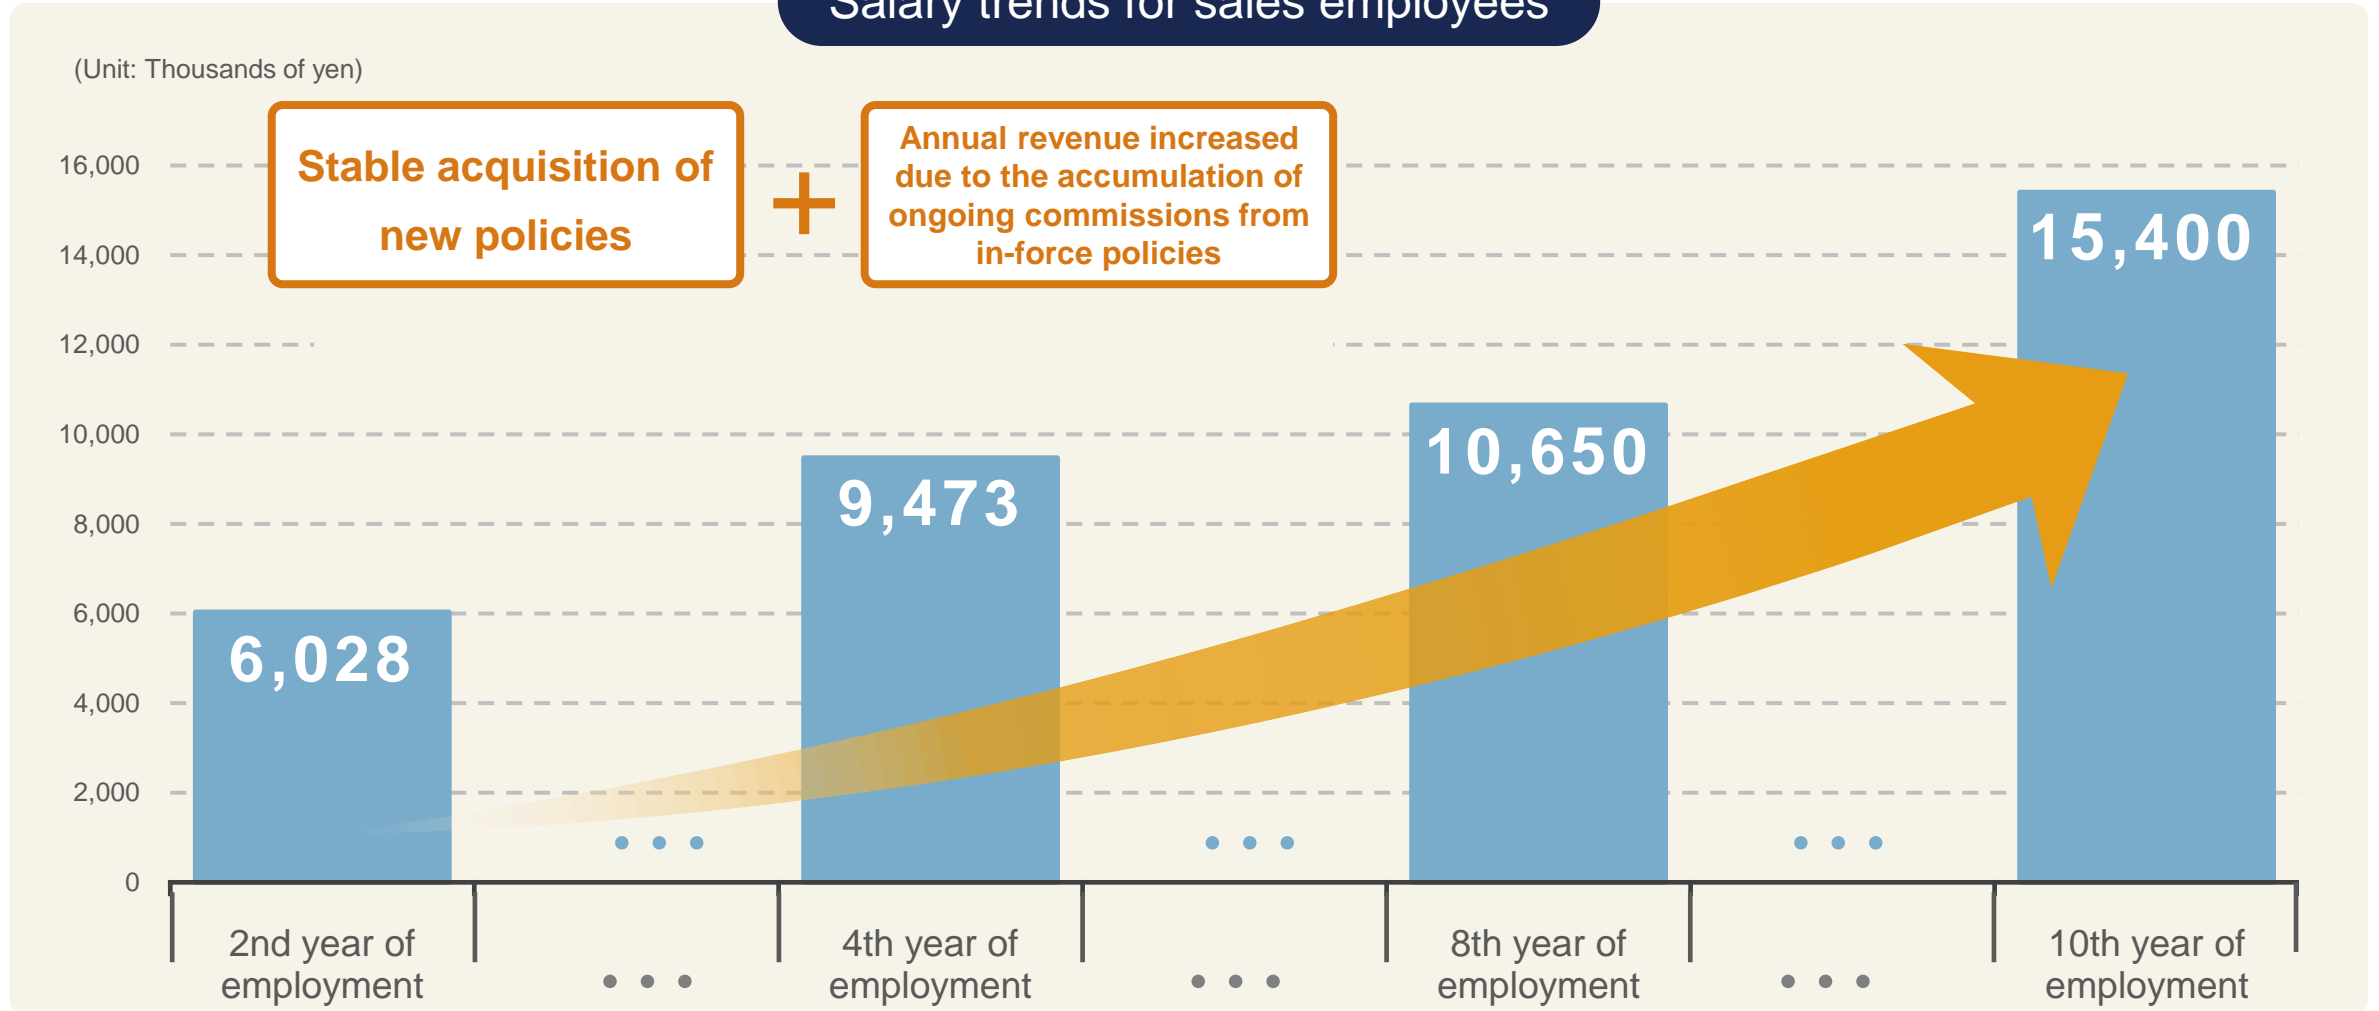 Salary trends for sales employees
(Unit: Thousands of yen)
Stable acquisition of
new policies
+
Annual revenue increased
due to the accumulation of
ongoing commissions from
in-force policies
16,000
14,000
12,000
10,000
8,000
6,000
4,000
2,000
0
6,028
9,473
10,650
15,400
2nd year of
employment
...
4th year of
employment
...
8th year of
employment
...
10th year of
employment